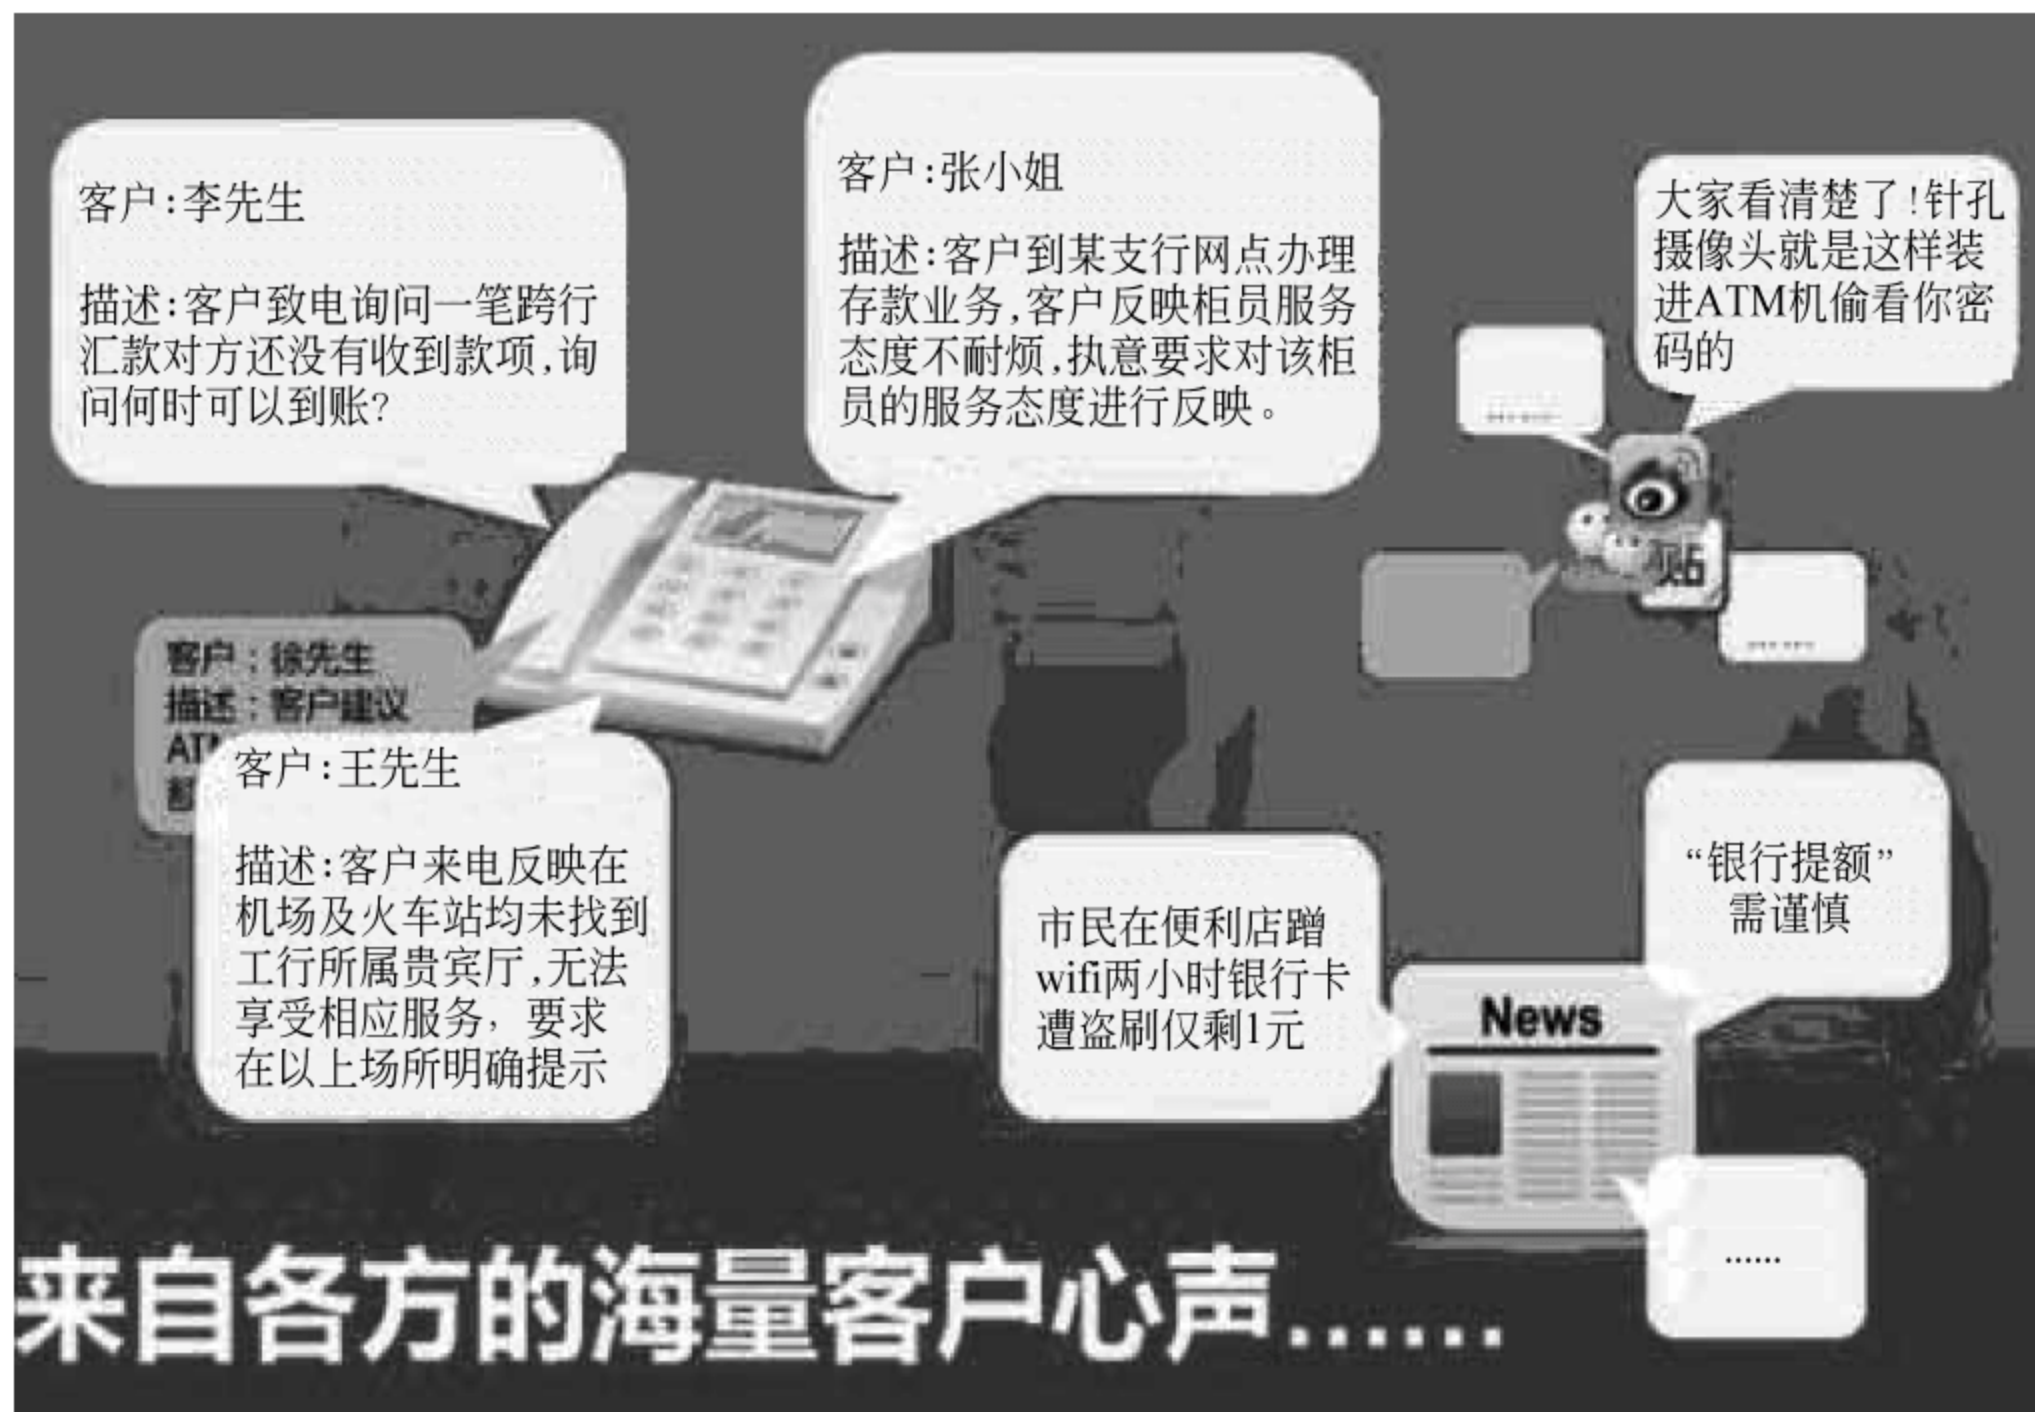 客户:李先生
描述:客户致电询问一笔跨行
汇款对方还没有收到款项,询
问何时可以到账?
客户:张小姐
描述:客户到某支行网点办理
存款业务,客户反映柜员服务
态度不耐烦,执意要求对该柜
员的服务态度进行反映。
大家看清楚了!针孔
摄像头就是这样装
进ATM机偷看你密
码的
........
贴
........
客户：徐先生
描述：客户建议
客户:王先生
描述:客户来电反映在
机场及火车站均未找到
工行所属贵宾厅,无法
享受相应服务，要求
在以上场所明确提示
市民在便利店蹭
wifi两小时银行卡
遭盗刷仅剩1元
“银行提额”
需谨慎
News
......
来自各方的海量客户心声......